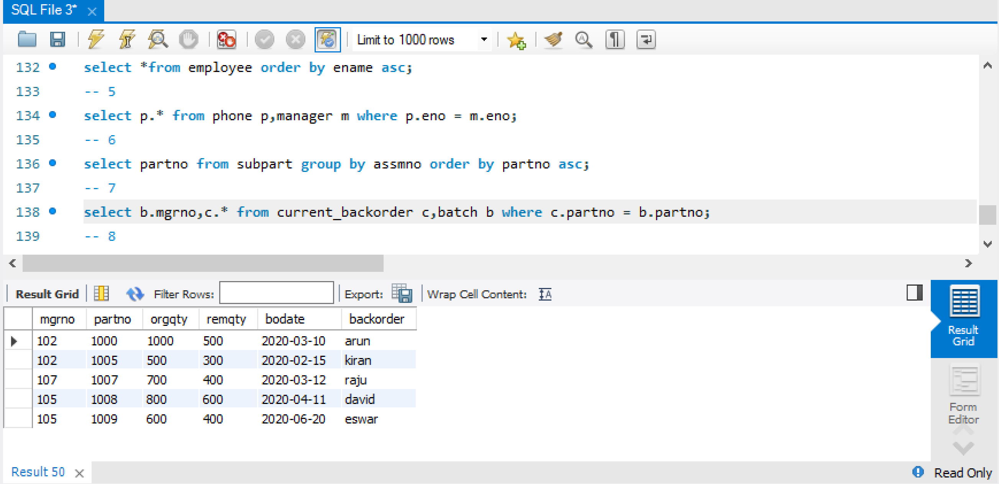 SQL File 3*
Limit to 1000 rows
132 select *from employee order by ename asc;
133 -- 5
134 select p.* from phone p,manager m where p.eno = m.eno;
135 -- 6
136 select partno from subpart group by assmno order by partno asc;
137 -- 7
138 select b.mgrno,c.* from current_backorder c,batch b where c.partno = b.partno;
139 -- 8
Result Grid Filter Rows: Export: Wrap Cell Content:
mgrno partno orgqty remqty bodate backorder
102 1000 1000 500 2020-03-10 arun
102 1005 500 300 2020-02-15 kiran
107 1007 700 400 2020-03-12 raju
105 1008 800 600 2020-04-11 david
105 1009 600 400 2020-06-20 eswar
Result
Grid
Form
Editor
Result 50
Read Only